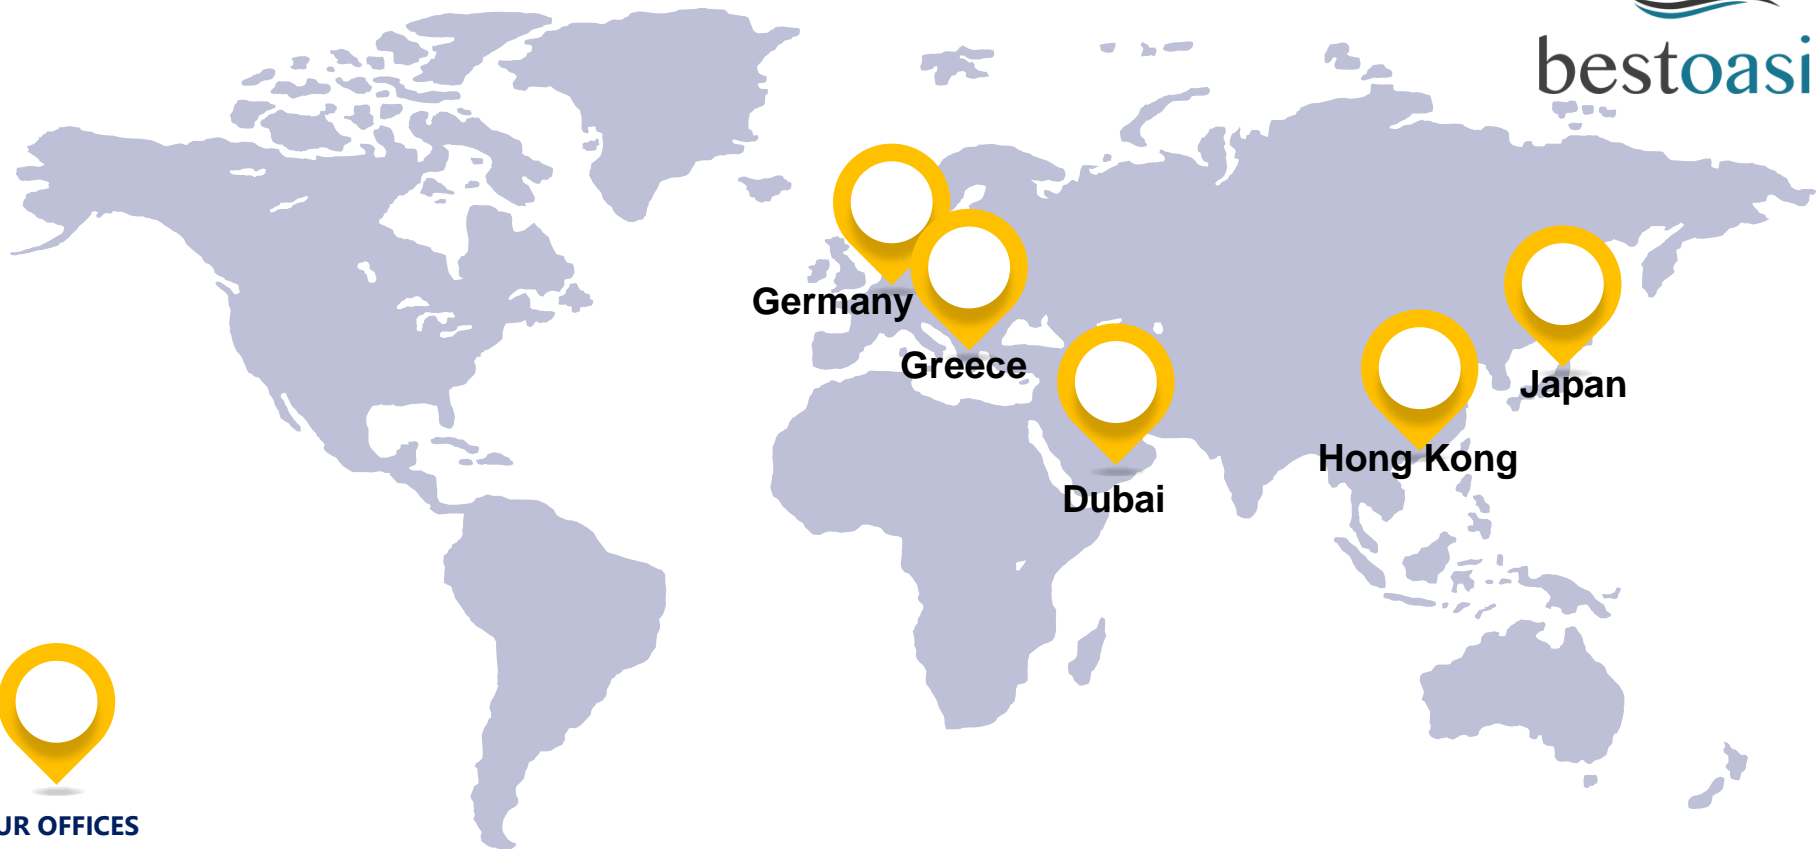 bestoasi
Germany
Greece
Japan
Hong Kong
Dubai
UR OFFICES